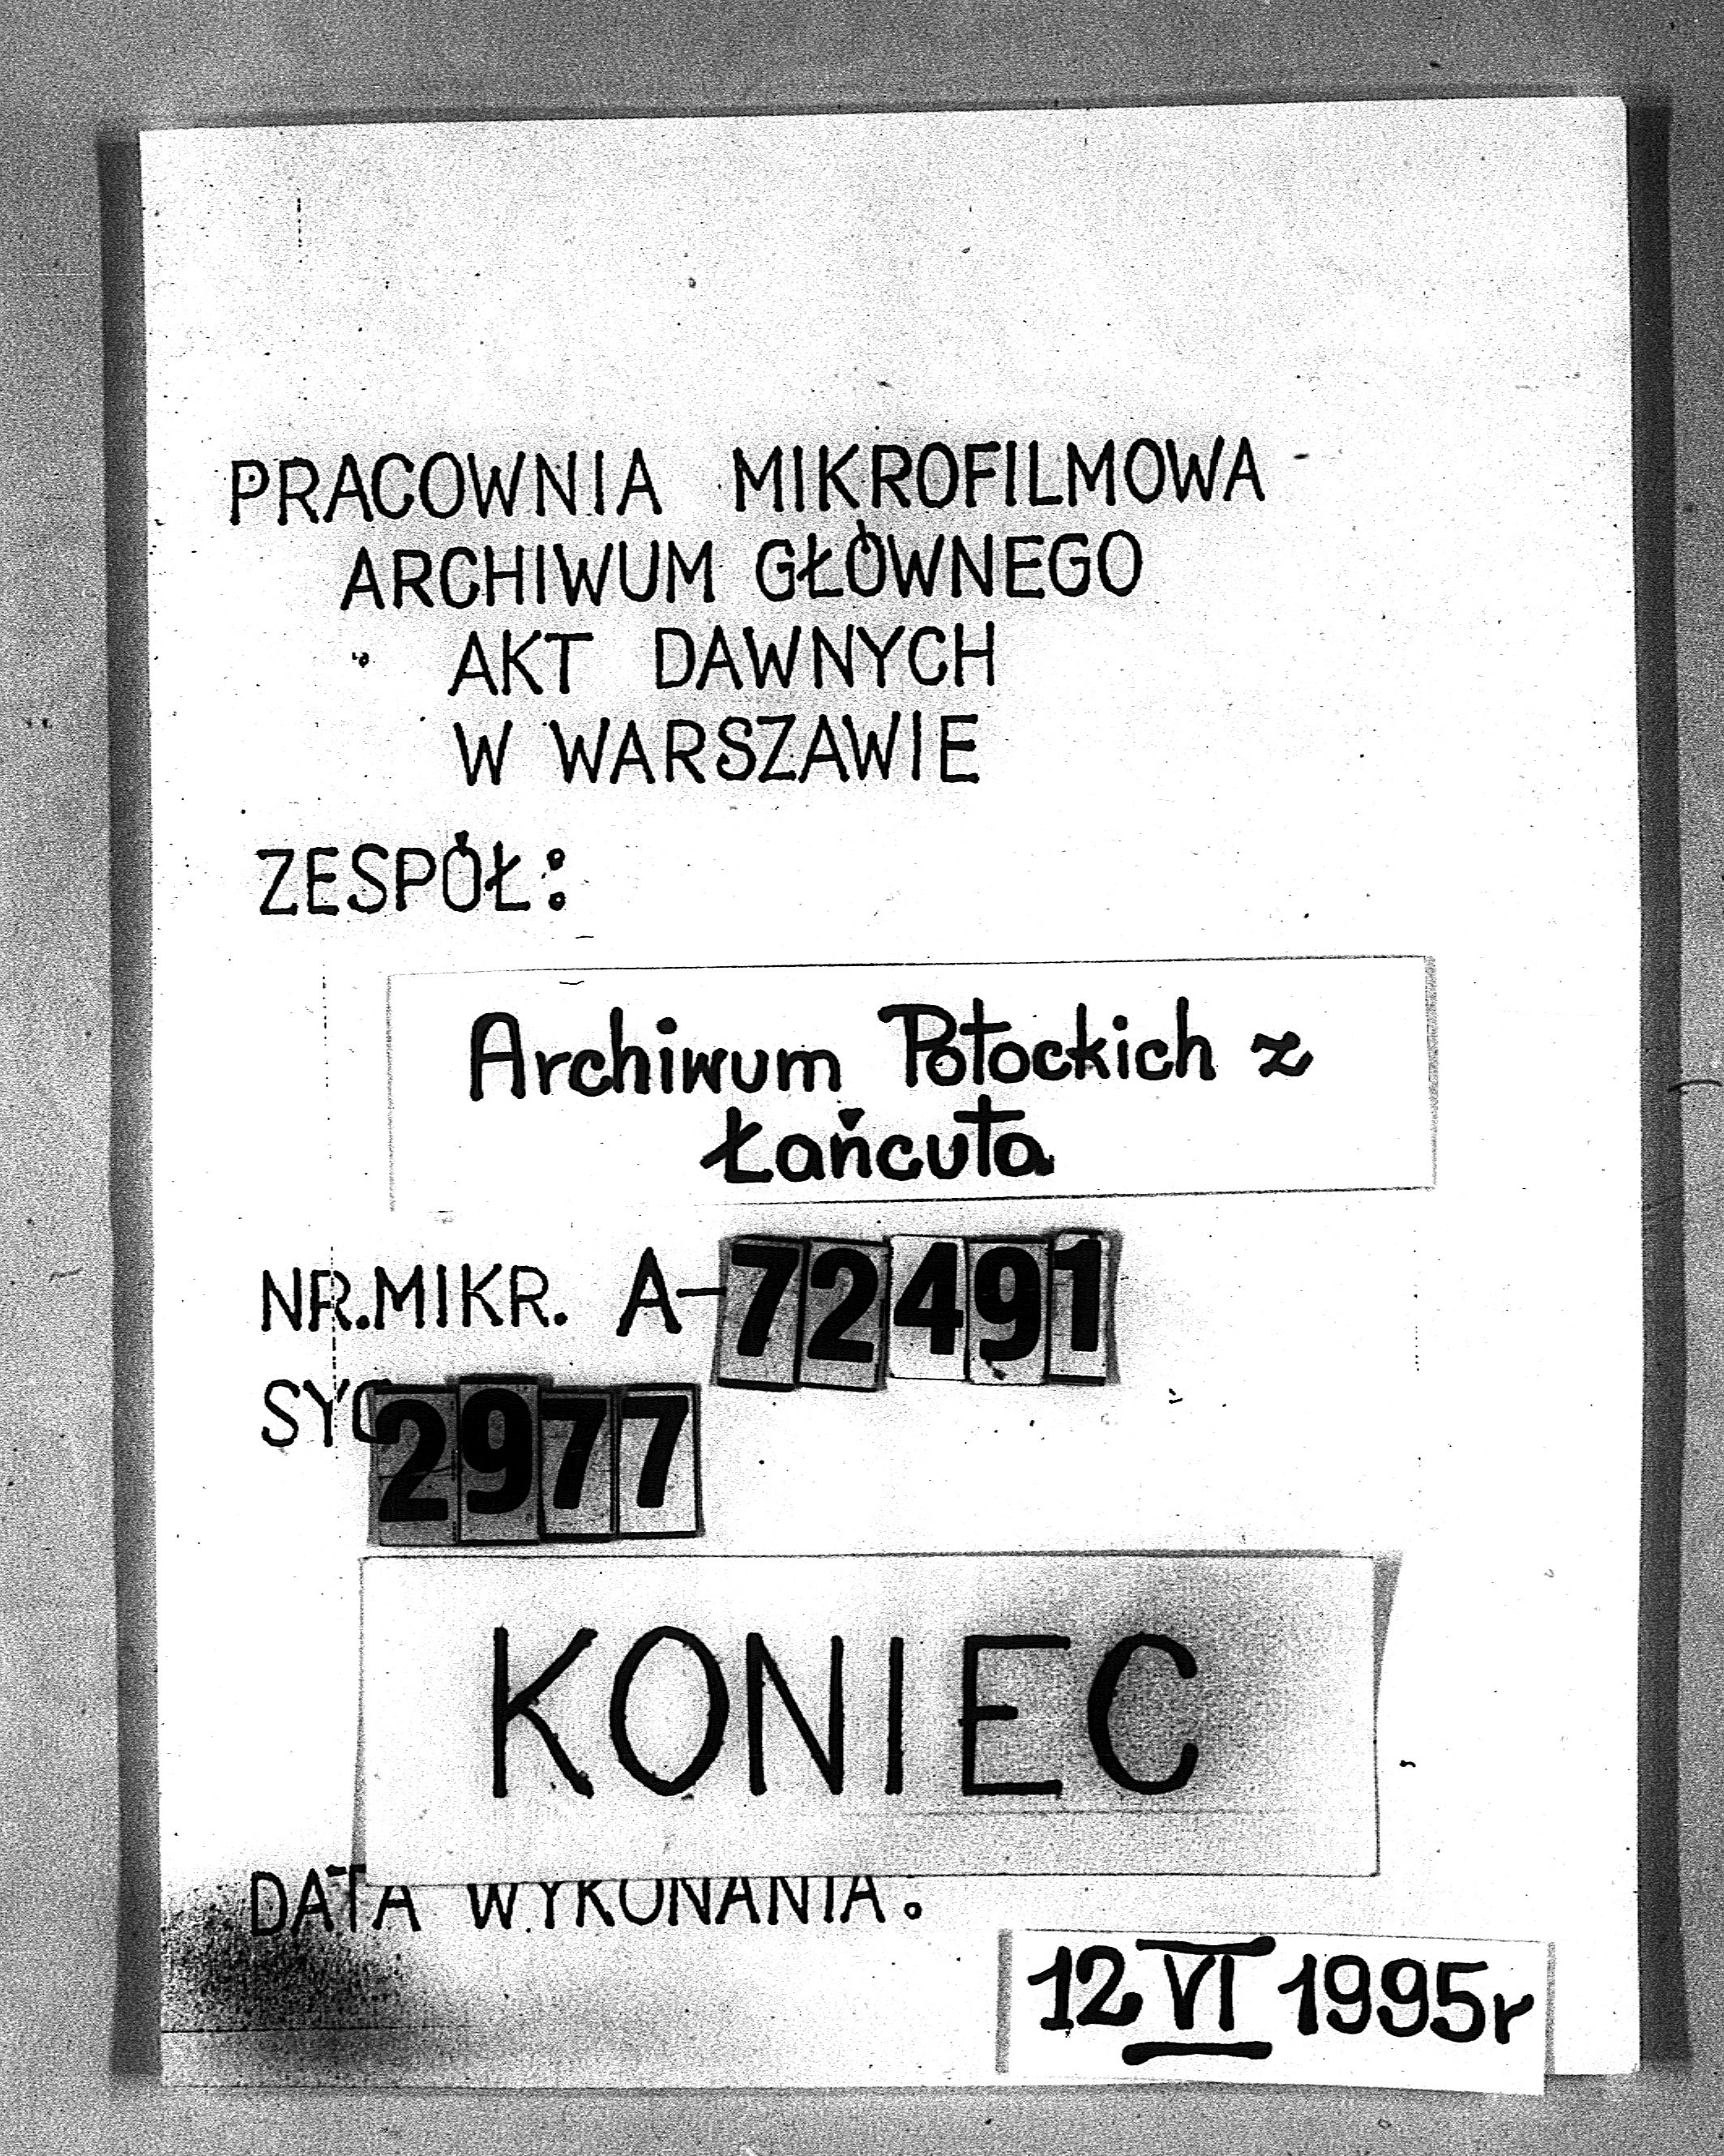 PRACOWNIA MIKROFILMOWA
ARCHIWUM GŁÓWNEGO
AKT DAWNYCH
W WARSZAWIE
ZESPÓŁ:
Archiwum Potockich z
Łańcuta
NR.MIKR. A-72491
SYG 2977
KONIEC
DATA WYKONANIA:
12 VI 1995r